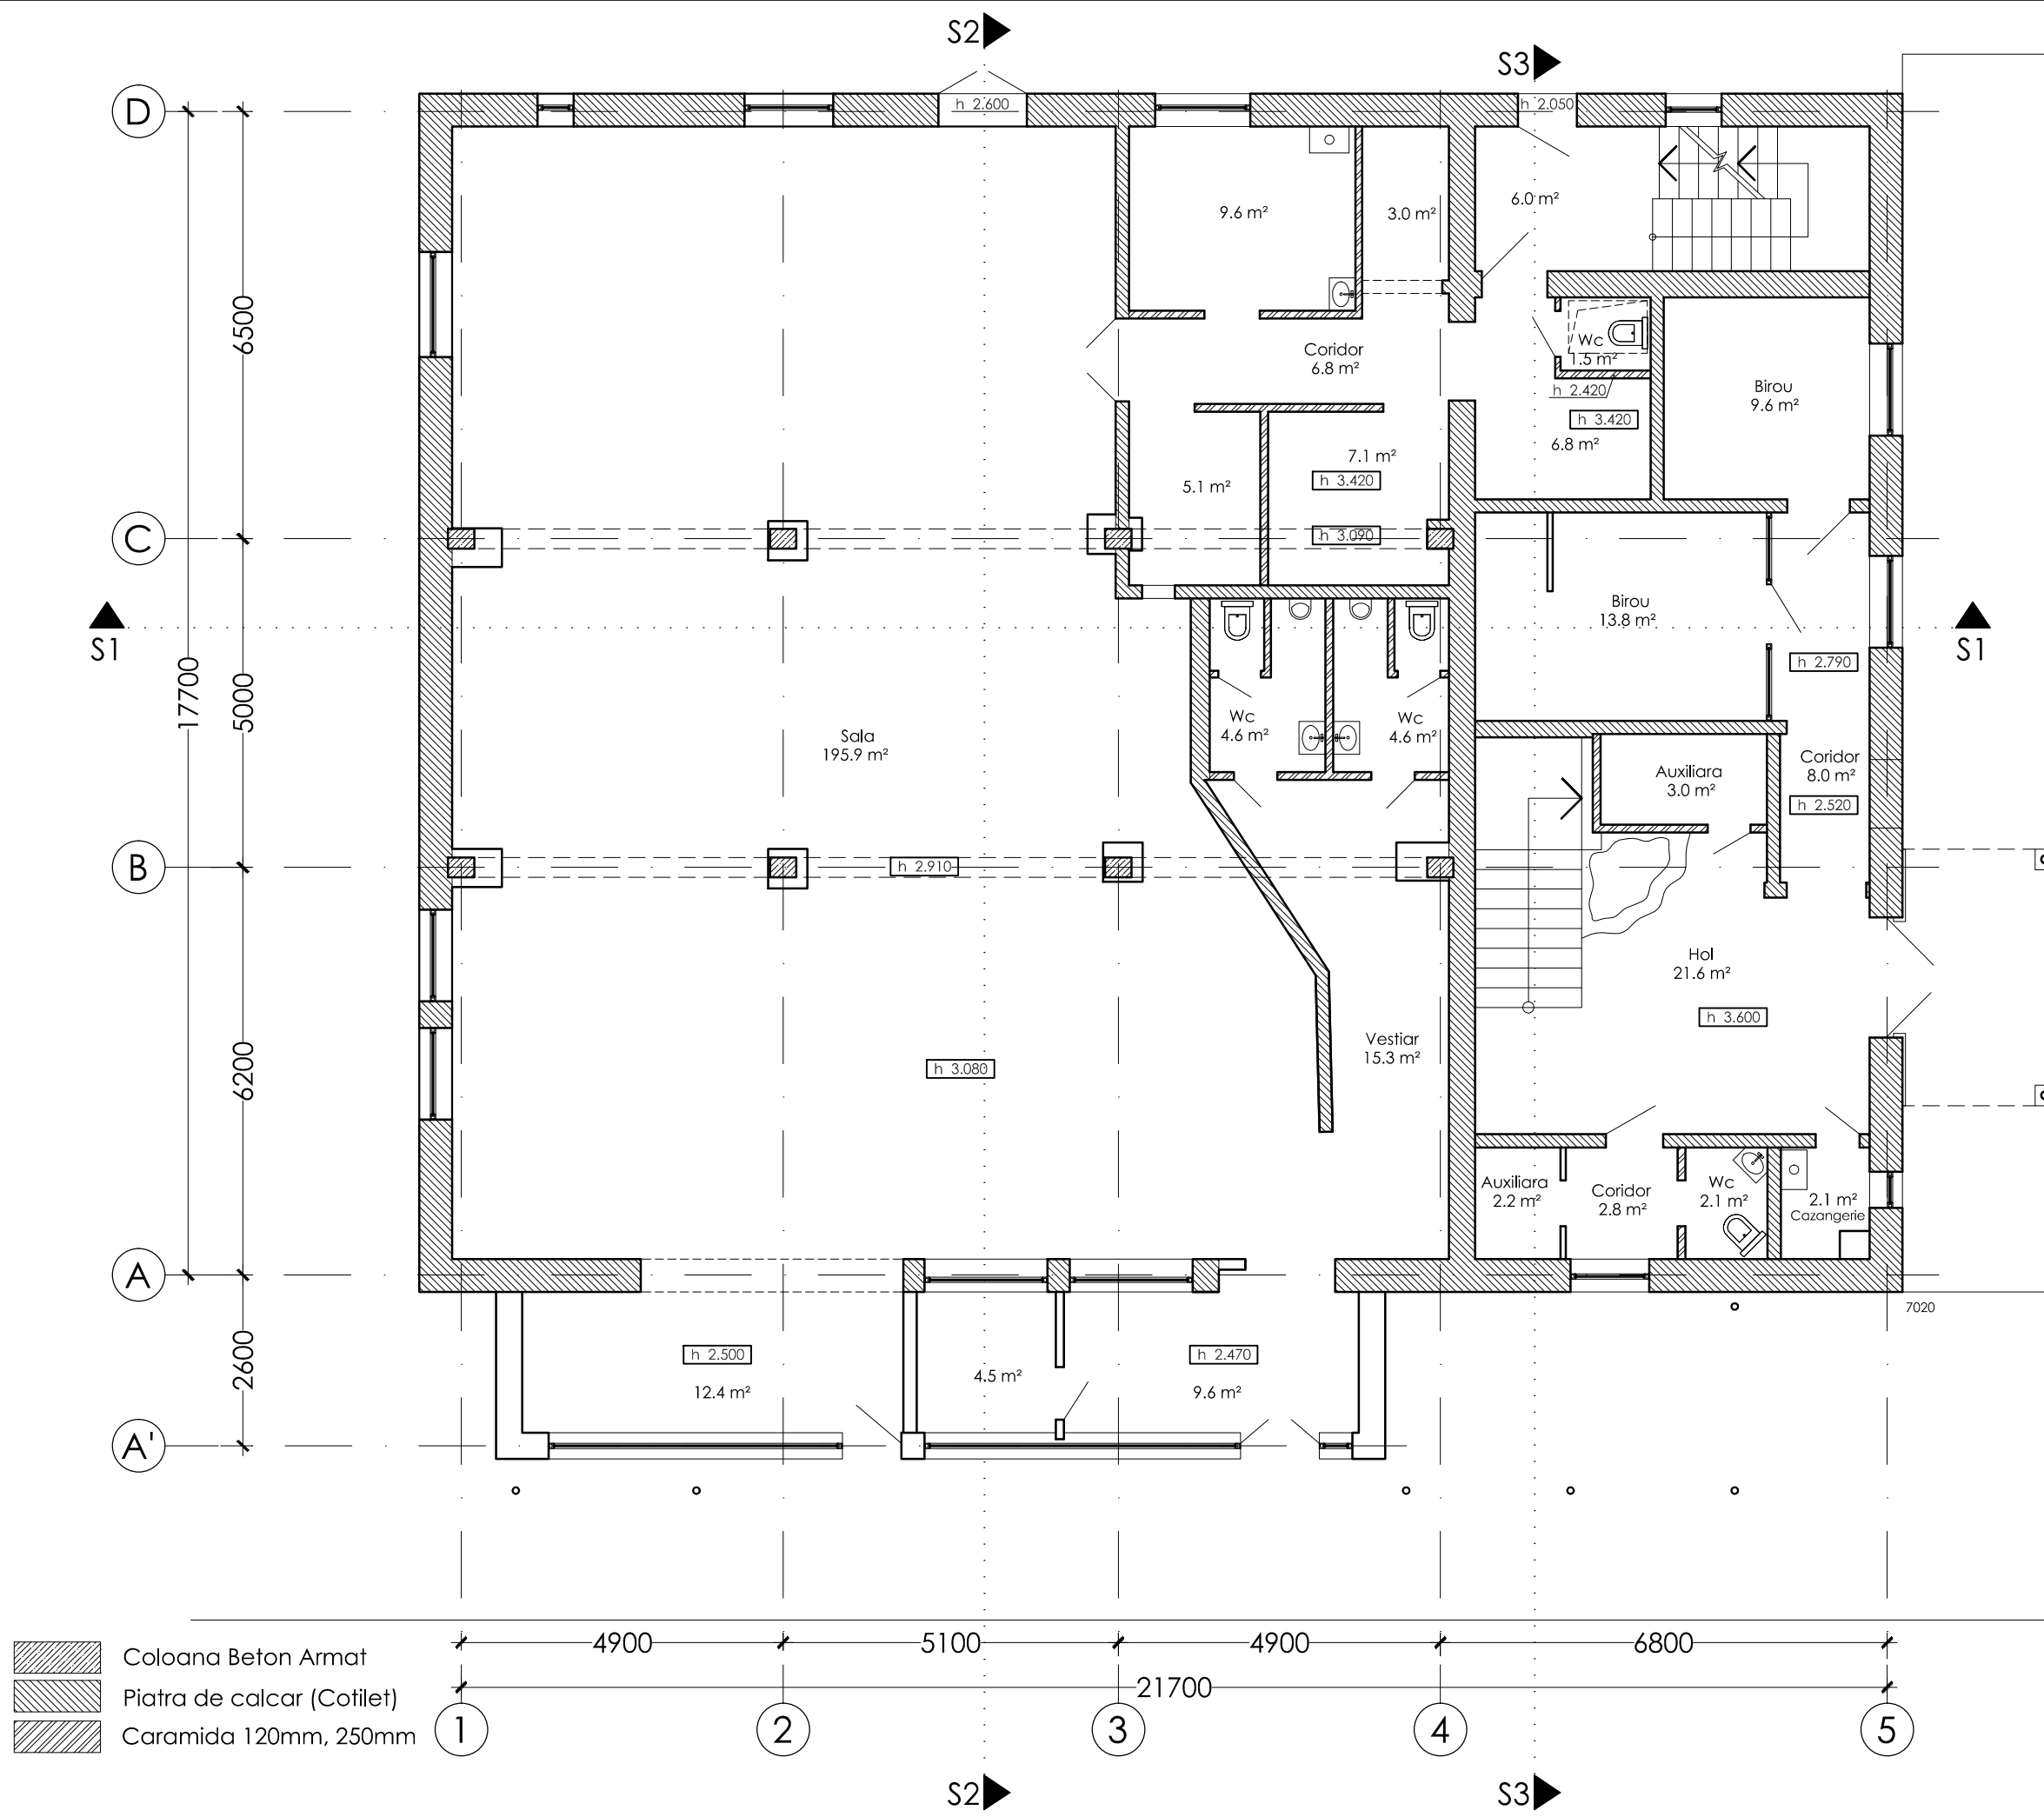 S2
S3
D
h 2.600
h 2.050
9.6 m²
3.0 m²
6.0 m²
6500
Coridor
6.8 m²
Wc
1.5 m²
h 2.420
h 3.420
6.8 m²
Birou
9.6 m²
7.1 m²
h 3.420
5.1 m²
C
h 3.090
S1
Birou
13.8 m²
S1
h 2.790
17700
5000
Sala
195.9 m²
Wc
4.6 m²
Wc
4.6 m²
Auxiliara
3.0 m²
Coridor
8.0 m²
h 2.520
B
h 2.910
Hol
21.6 m²
h 3.600
6200
h 3.080
Vestiar
15.3 m²
Auxiliara
2.2 m²
Coridor
2.8 m²
Wc
2.1 m²
2.1 m²
Cazangerie
A
7020
2600
h 2.500
12.4 m²
4.5 m²
h 2.470
9.6 m²
A'
4900
5100
4900
6800
21700
Coloana Beton Armat
Piatra de calcar (Cotilet)
Caramida 120mm, 250mm
1
2
3
4
5
S2
S3